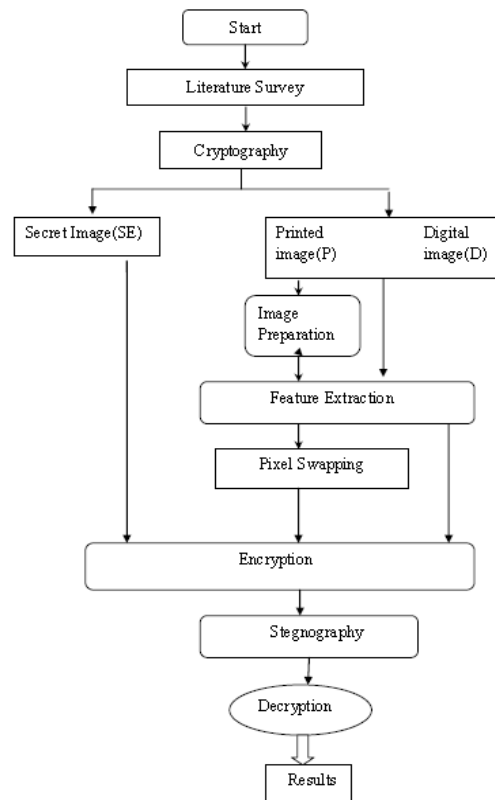 Start
Literature Survey
Cryptography
Secret Image(SE)
Printed
image(P)
Digital
image(D)
Image
Preparation
Feature Extraction
Pixel Swapping
Encryption
Stegnography
Decryption
Results